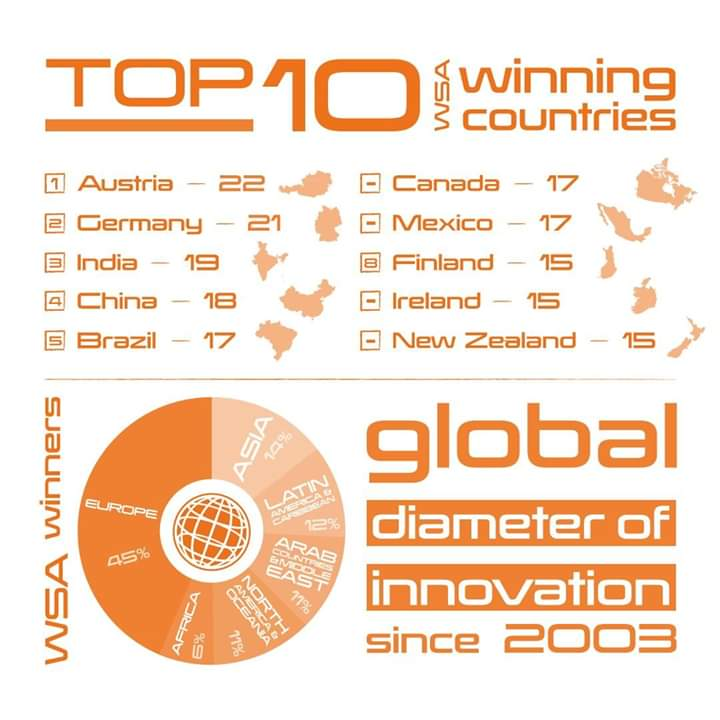 TOP 10 WSA winning countries
1 Austria – 22
2 Germany – 21
3 India – 19
4 China – 18
5 Brazil – 17
- Canada – 17
- Mexico – 17
8 Finland – 15
- Ireland – 15
- New Zealand – 15
WSA winners
EUROPE
45%
ASIA
14%
LATIN
AMERICA &
CARIBBEAN
12%
ARAB
COUNTRIES
& MIDDLE
EAST
11%
NORTH
AMERICA &
OCEANIA
11%
AFRICA
6%
global
diameter of
innovation
since 2003